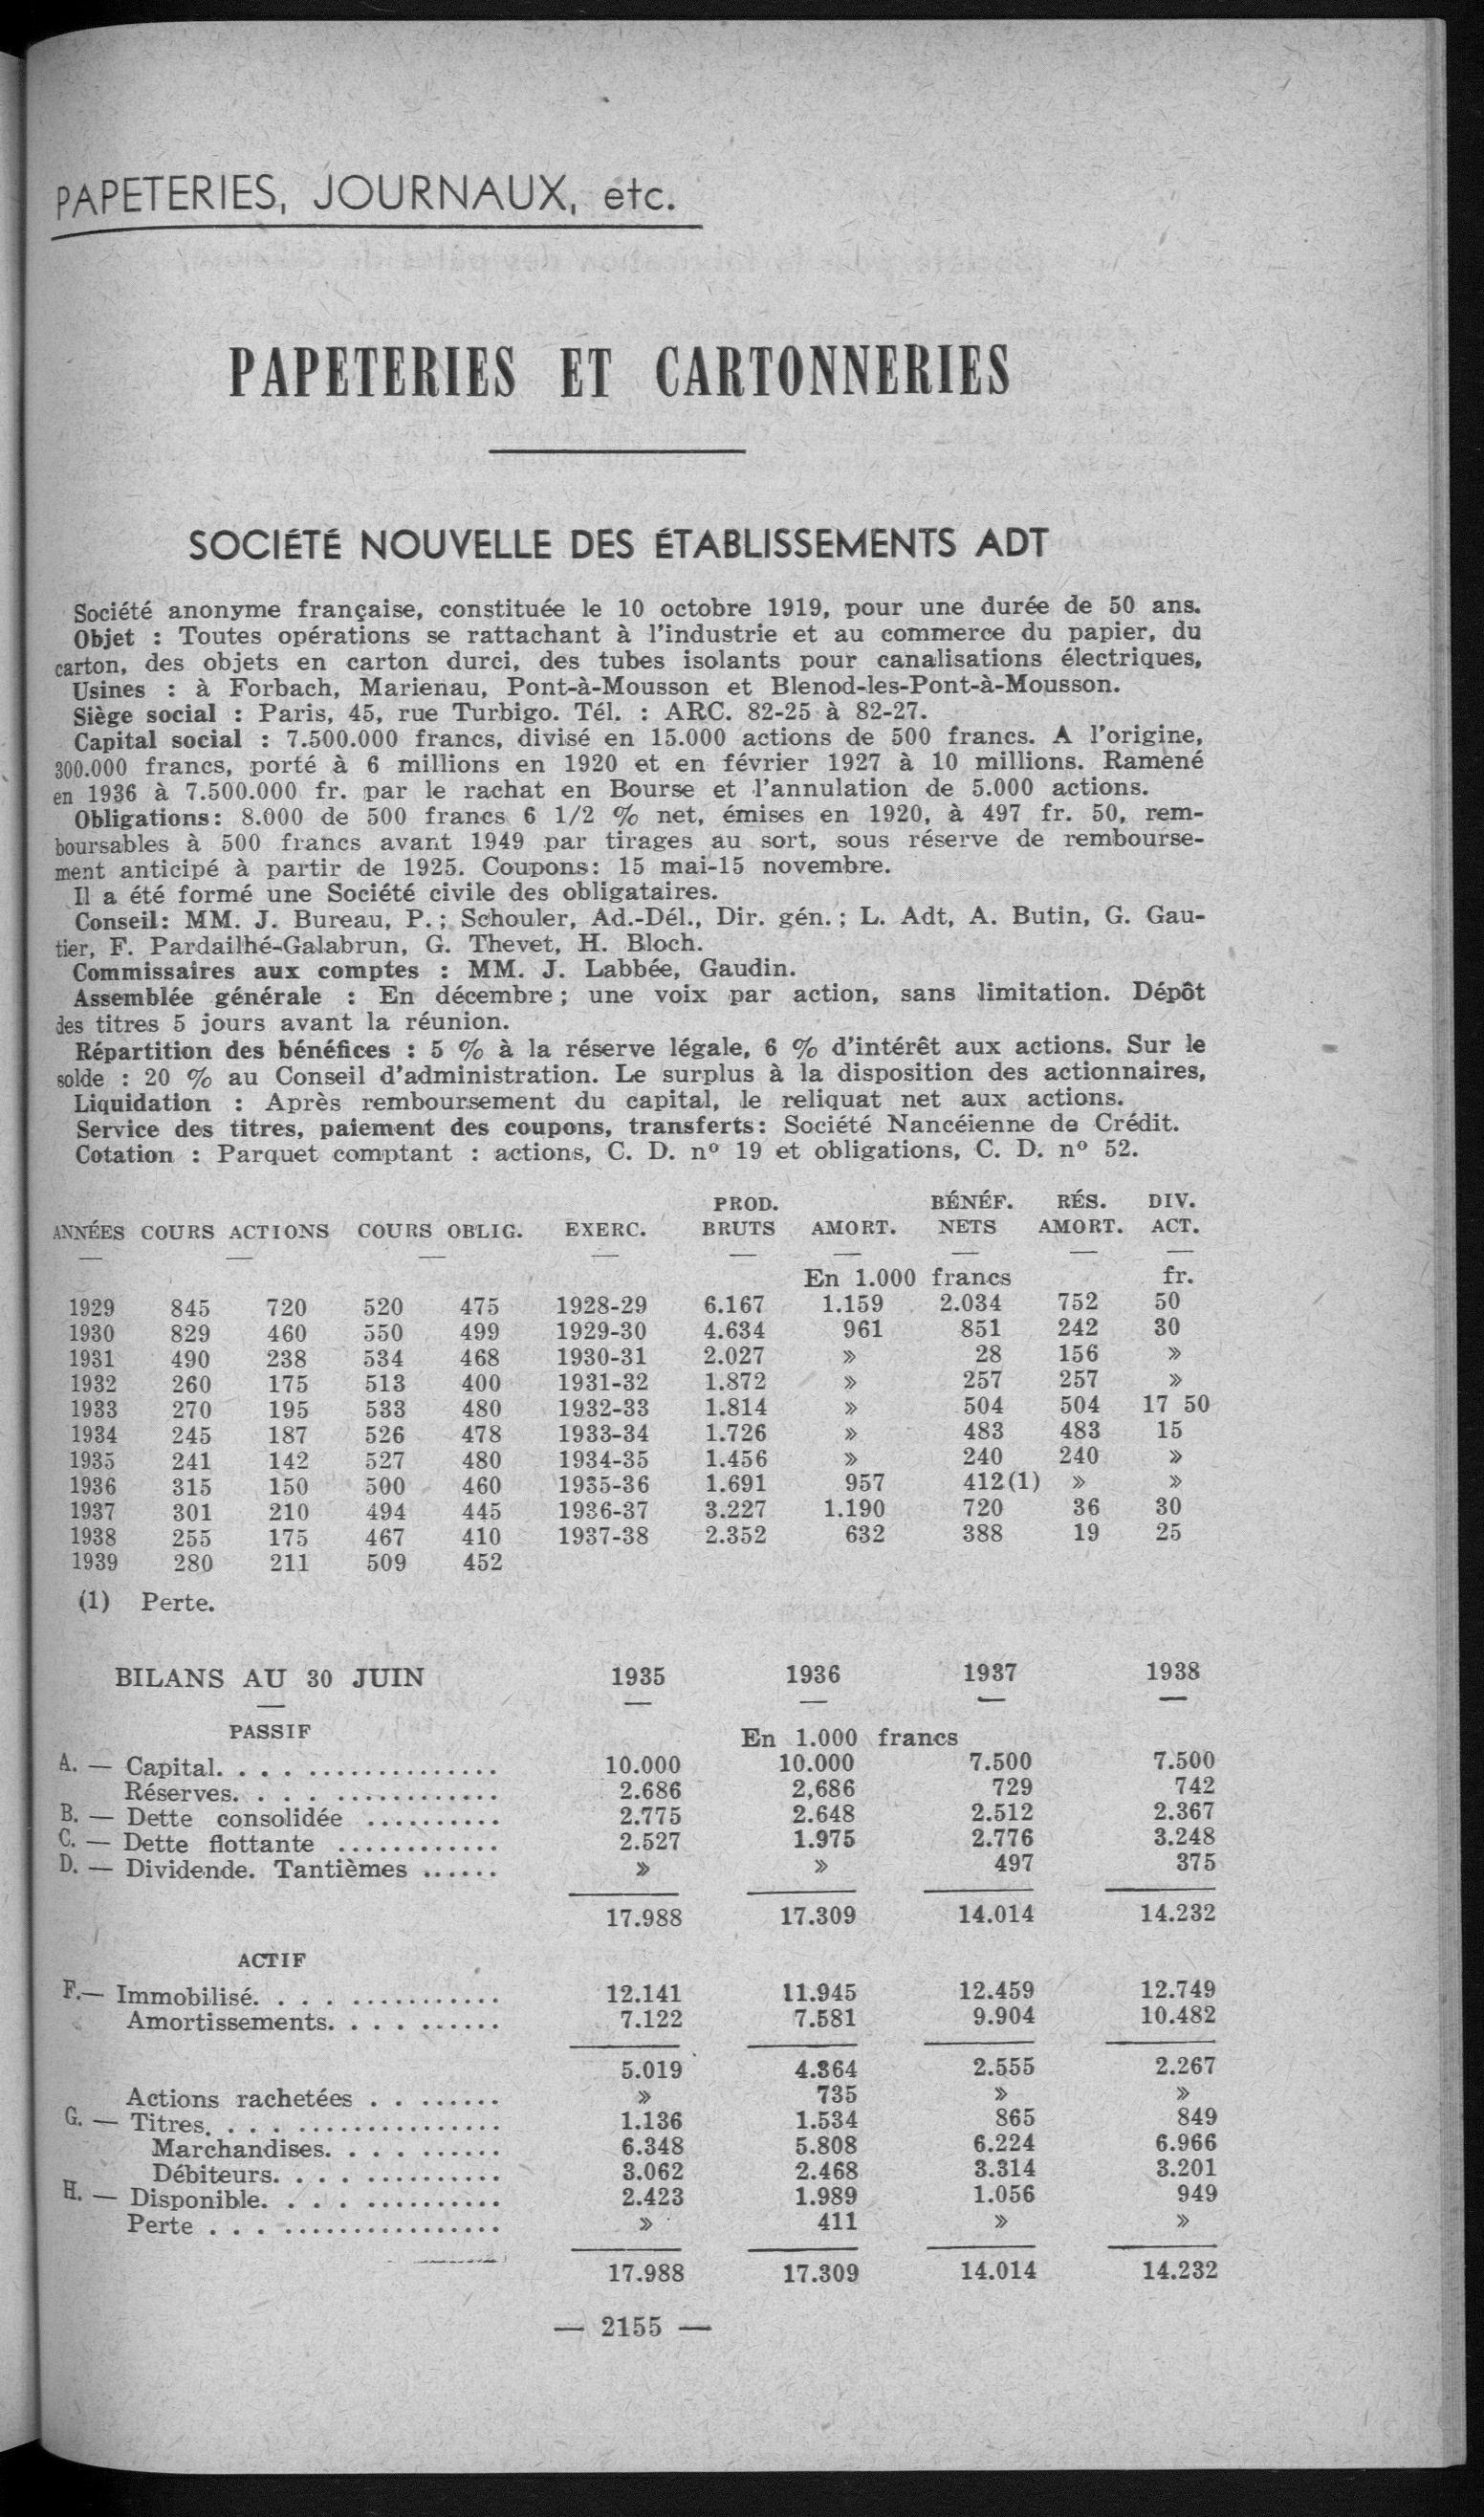 PAPETERIES, JOURNAUX, etc.
PAPETERIES ET CARTONNERIES
SOCIÉTÉ NOUVELLE DES ÉTABLISSEMENTS ADT
Société anonyme française, constituée le 10 octobre 1919, pour une durée de 50 ans.
Objet : Toutes opérations se rattachant à l'industrie et au commerce du papier, du
carton, des objets en carton durci, des tubes isolants pour canalisations électriques,
Usines : à Forbach, Marienau, Pont-à-Mousson et Blenod-les-Pont-à-Mousson.
Siège social : Paris, 45, rue Turbigo. Tél. : ARC. 82-25 à 82-27.
Capital social : 7.500.000 francs, divisé en 15.000 actions de 500 francs. A l'origine,
300.000 francs, porté à 6 millions en 1920 et en février 1927 à 10 millions. Ramené
en 1936 à 7.500.000 fr. par le rachat en Bourse et l'annulation de 5.000 actions.
Obligations: 8.000 de 500 francs 6 1/2 % net, émises en 1920, à 497 fr. 50, rem-
boursables à 500 francs avant 1949 par tirages au sort, sous réserve de rembourse-
ment anticipé à partir de 1925. Coupons: 15 mai-15 novembre.
Il a été formé une Société civile des obligataires.
Conseil: MM. J. Bureau, P.; Schouler, Ad.-Dél., Dir. gén.; L. Adt, A. Butin, G. Gau-
tier, F. Pardailhé-Galabrun, G. Thevet, H. Bloch.
Commissaires aux comptes : MM. J. Labbée, Gaudin.
Assemblée générale : En décembre; une voix par action, sans limitation. Dépôt
des titres 5 jours avant la réunion.
Répartition des bénéfices : 5 % à la réserve légale, 6 % d'intérêt aux actions. Sur le
solde : 20 % au Conseil d'administration. Le surplus à la disposition des actionnaires,
Liquidation : Après remboursement du capital, le reliquat net aux actions.
Service des titres, paiement des coupons, transferts: Société Nancéienne de Crédit.
Cotation : Parquet comptant : actions, C. D. nº 19 et obligations, C. D. nº 52.
PROD. BÉNÉF. RÉS. DIV.
ANNÉES COURS ACTIONS COURS OBLIG. EXERC. BRUTS AMORT. NETS AMORT. ACT.
En 1.000 francs fr.
1929 845 720 520 475 1928-29 6.167 1.159 2.034 752 50
1930 829 460 550 499 1929-30 4.634 961 851 242 30
1931 490 238 534 468 1930-31 2.027 » 28 156 »
1932 260 175 513 400 1931-32 1.872 » 257 257 »
1933 270 195 533 480 1932-33 1.814 » 504 504 17 50
1934 245 187 526 478 1933-34 1.726 » 483 483 15
1935 241 142 527 480 1934-35 1.456 » 240 240 »
1936 315 150 500 460 1935-36 1.691 957 412(1) » »
1937 301 210 494 445 1936-37 3.227 1.190 720 36 30
1938 255 175 467 410 1937-38 2.352 632 388 19 25
1939 280 211 509 452
(1) Perte.
BILANS AU 30 JUIN 1935 1936 1937 1938
PASSIF
En 1.000 francs
A. — Capital. . . . ................ 10.000 10.000 7.500 7.500
Réserves. . . . .............. 2.686 2,686 729 742
B. — Dette consolidée .......... 2.775 2.648 2.512 2.367
C. — Dette flottante ............ 2.527 1.975 2.776 3.248
D. — Dividende. Tantièmes ...... » » 497 375
17.988 17.309 14.014 14.232
ACTIF
F.— Immobilisé. . . . ............ 12.141 11.945 12.459 12.749
Amortissements. . . . ....... 7.122 7.581 9.904 10.482
5.019 4.364 2.555 2.267
Actions rachetées . . ....... » 735 » »
G. — Titres. . . . ................. 1.136 1.534 865 849
Marchandises. . . . ....... 6.348 5.808 6.224 6.966
Débiteurs. . . . ............ 3.062 2.468 3.314 3.201
H. — Disponible. . . . ........... 2.423 1.989 1.056 949
Perte . . . ................. » 411 » »
17.988 17.309 14.014 14.232
— 2155 —